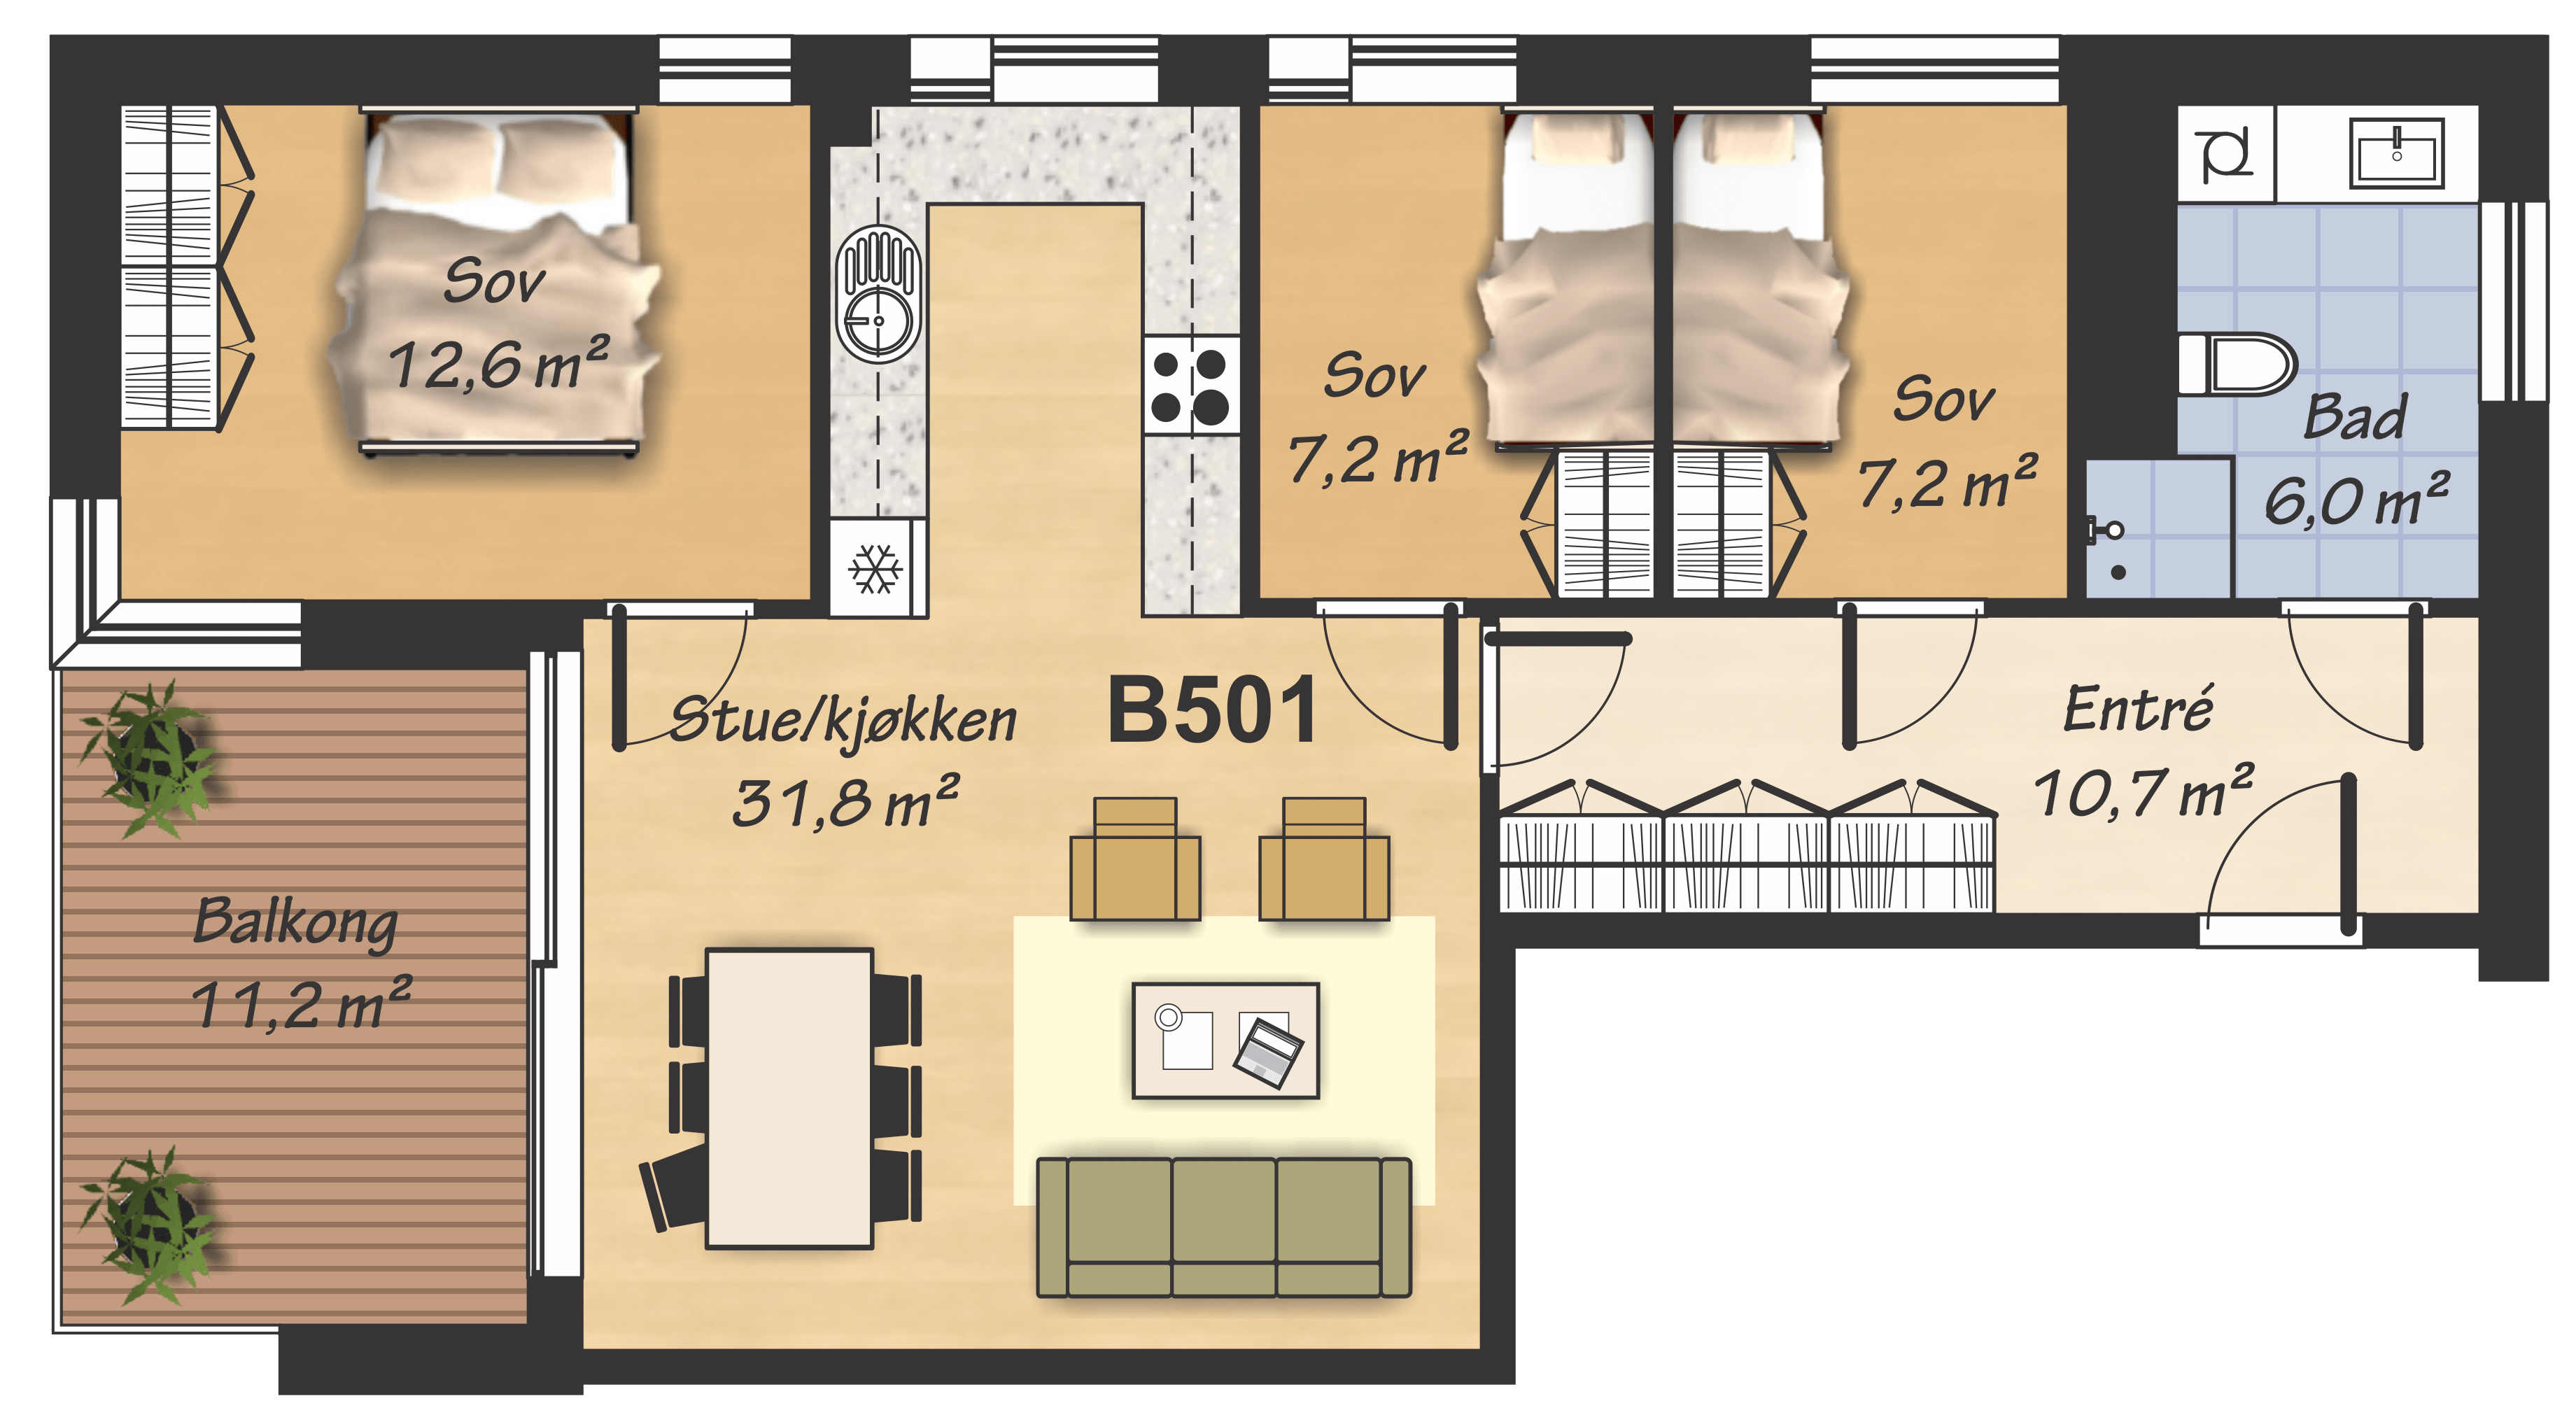 Sov
12,6 m²
Sov
7,2 m²
Sov
7,2 m²
Bad
6,0 m²
Stue/kjøkken
31,8 m²
B501
Entré
10,7 m²
Balkong
11,2 m²